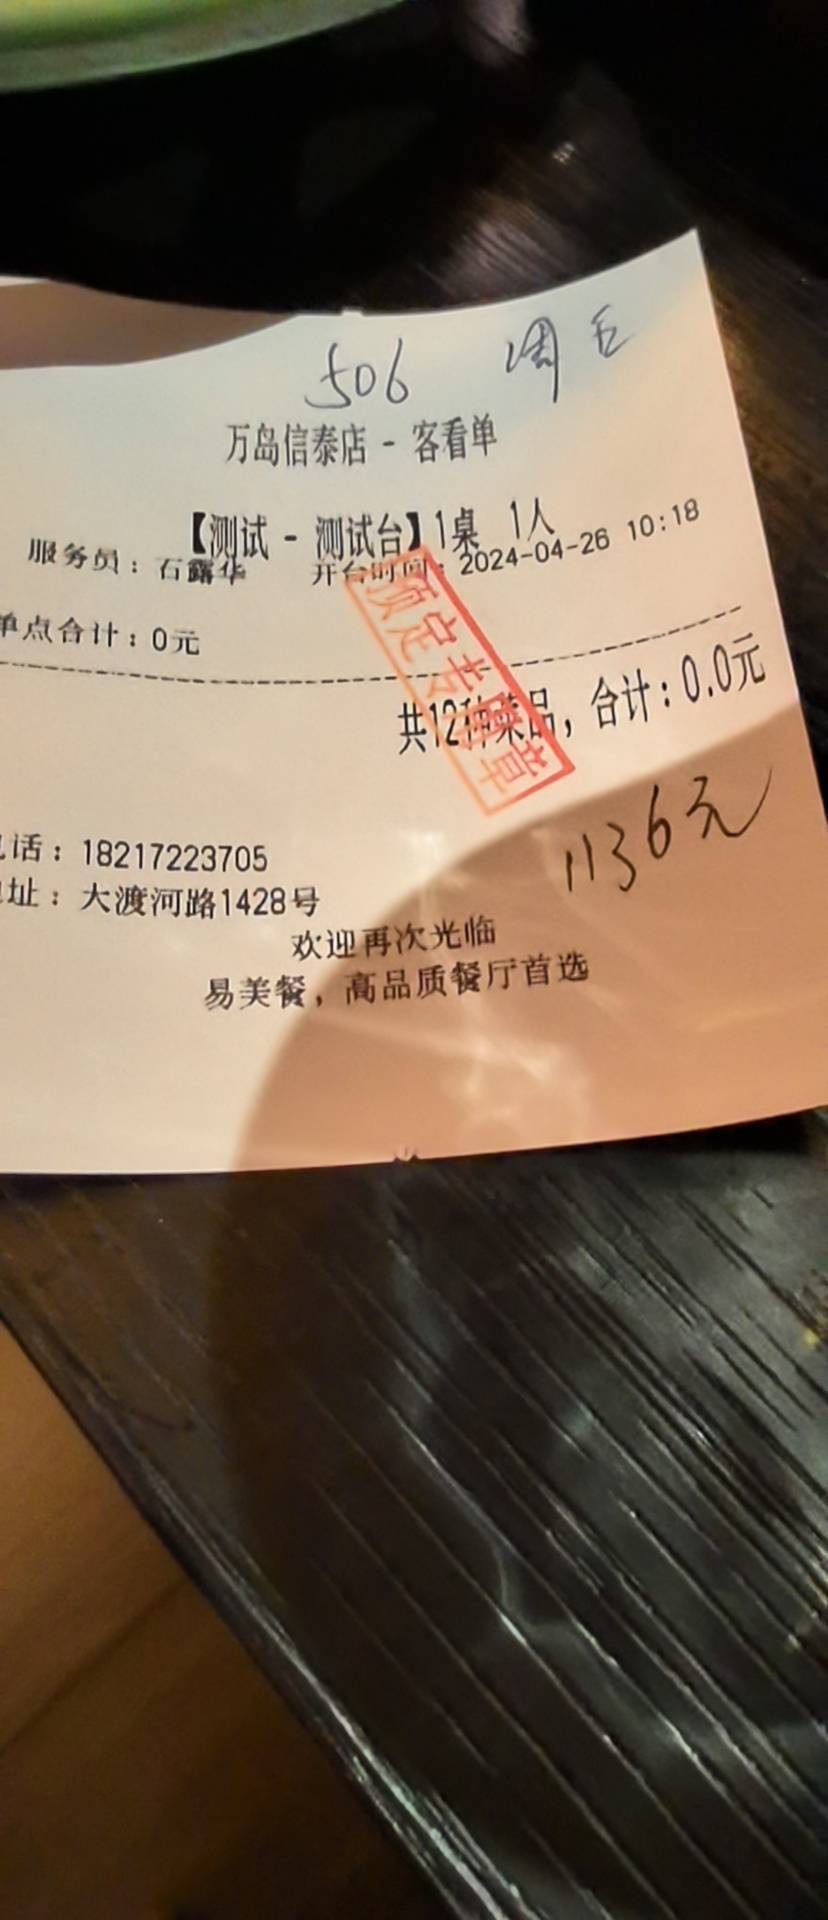 506 周五
万岛信泰店 - 客看单
【测试 - 测试台】1桌 1人
服务员：石露华 开台时间：2024-04-26 10:18
单点合计：0元
预定专用章
共12种菜品，合计：0.0元
1136元
电话：18217223705
地址：大渡河路1428号
欢迎再次光临
易美餐，高品质餐厅首选